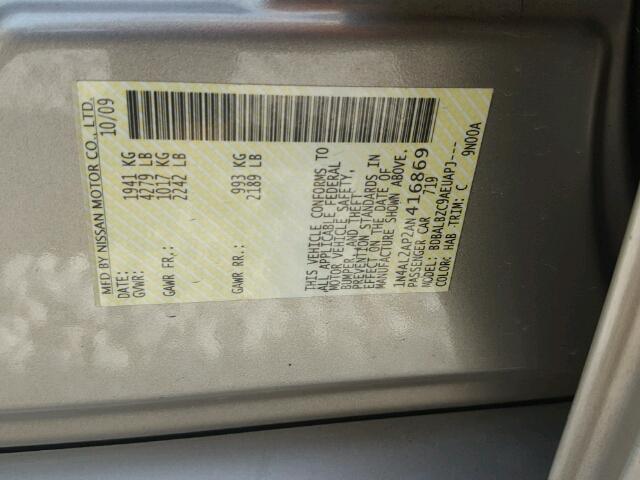 MFD BY NISSAN MOTOR CO., LTD.
10/09
GVWR: 1941 KG
4279 LB
GAWR FR,: 1017 KG
2242 LB
GAWR RR.: 993 KG
2189 LB
THIS VEHICLE CONFORMS TO
ALL APPLICABLE FEDERAL
MOTOR VEHICLE SAFETY,
BUMPER, AND THEFT
PREVENTION STANDARDS IN
EFFECT ON THE DATE OF
MANUFACTURE SHOWN ABOVE.
1N4AL2AP2AN416869
PASSENGER CAR 719
MODEL: BDBALBZC9AEUAPJ---
COLOR: HAB TRIM: C 9N00A